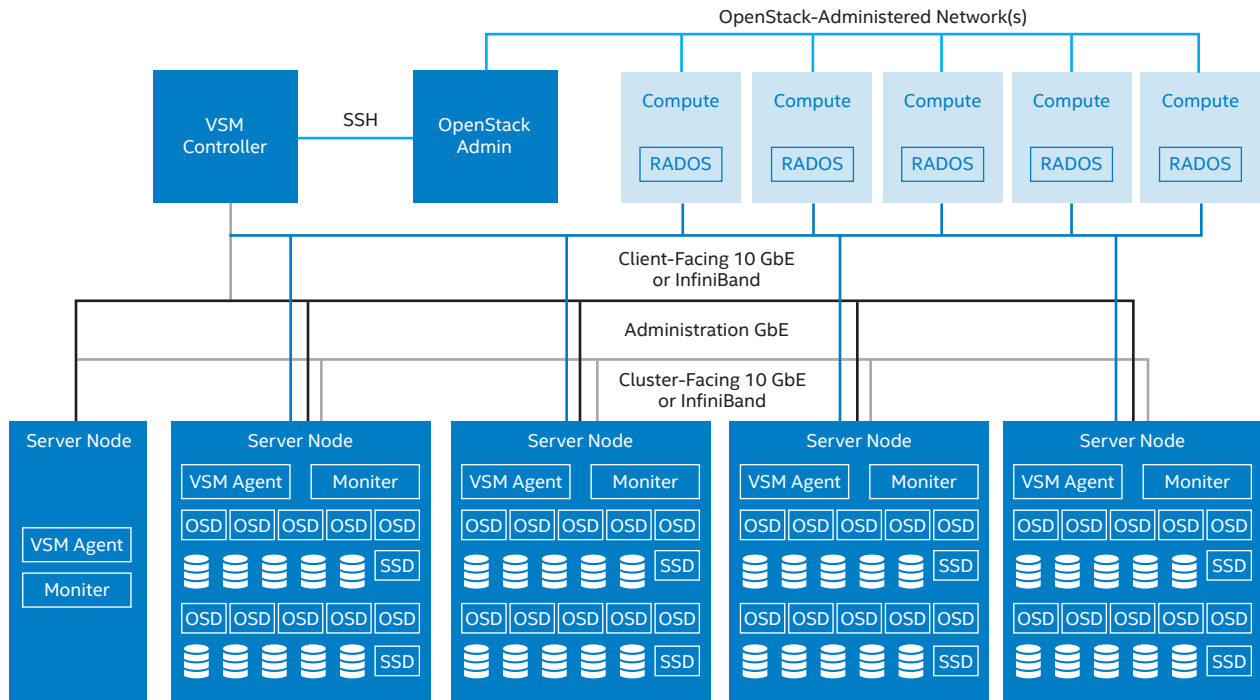 OpenStack-Administered Network(s)
VSM
Controller
SSH
OpenStack
Admin
Compute
RADOS
Compute
RADOS
Compute
RADOS
Compute
RADOS
Compute
RADOS
Client-Facing 10 GbE
or InfiniBand
Administration GbE
Cluster-Facing 10 GbE
or InfiniBand
Server Node
VSM Agent
Moniter
Server Node
VSM Agent Moniter
OSD OSD OSD OSD OSD
SSD
OSD OSD OSD OSD OSD
SSD
Server Node
VSM Agent Moniter
OSD OSD OSD OSD OSD
SSD
OSD OSD OSD OSD OSD
SSD
Server Node
VSM Agent Moniter
OSD OSD OSD OSD OSD
SSD
OSD OSD OSD OSD OSD
SSD
Server Node
VSM Agent Moniter
OSD OSD OSD OSD OSD
SSD
OSD OSD OSD OSD OSD
SSD